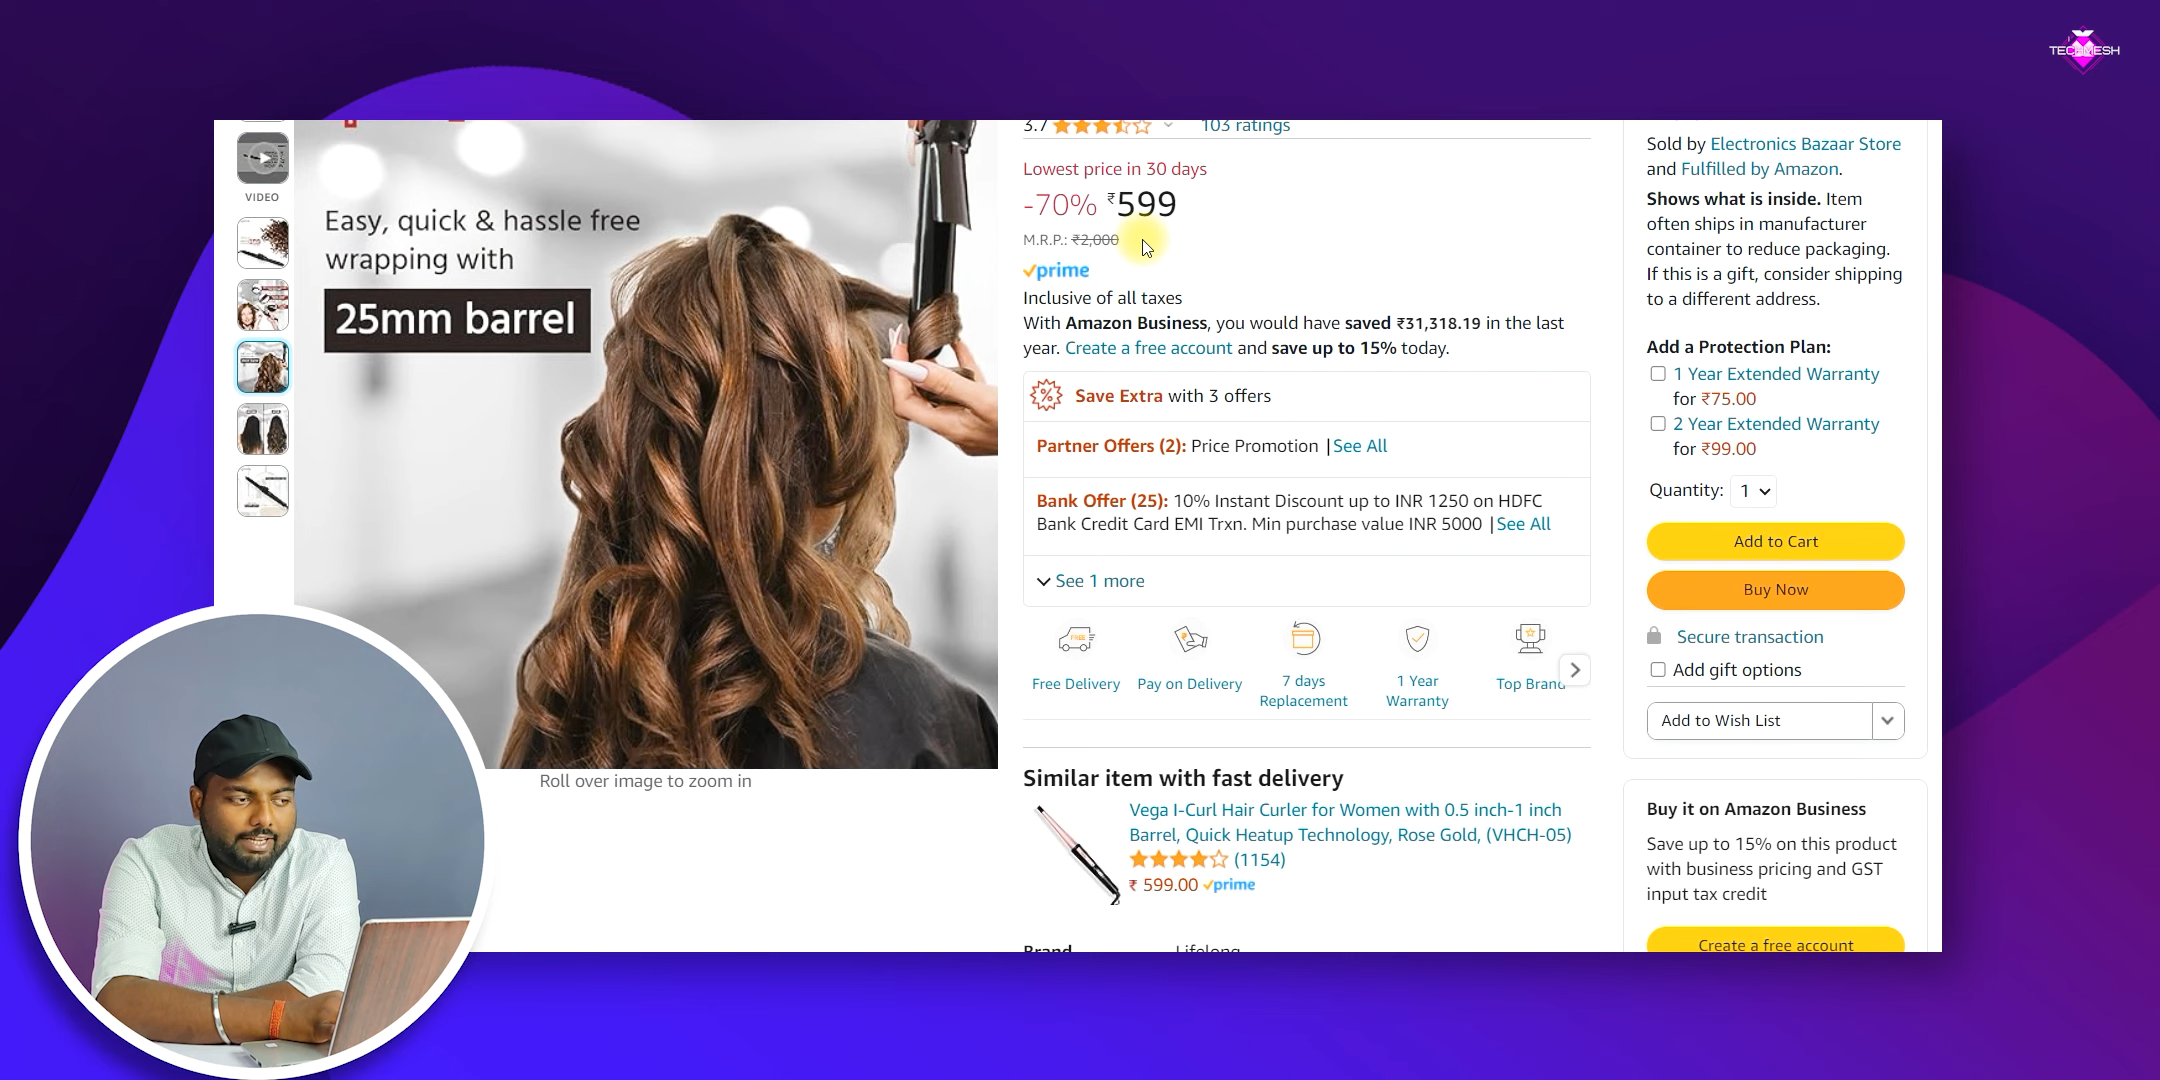 TECHMESH
3.7
103 ratings
Lowest price in 30 days
-70% ₹599
M.R.P.: ₹2,000
prime
Inclusive of all taxes
With Amazon Business, you would have saved ₹31,318.19 in the last
year. Create a free account and save up to 15% today.
Save Extra with 3 offers
Partner Offers (2): Price Promotion | See All
Bank Offer (25): 10% Instant Discount up to INR 1250 on HDFC
Bank Credit Card EMI Trxn. Min purchase value INR 5000 | See All
See 1 more
FREE
Free Delivery
Pay on Delivery
7 days
Replacement
1 Year
Warranty
Top Brand
Similar item with fast delivery
Vega I-Curl Hair Curler for Women with 0.5 inch-1 inch
Barrel, Quick Heatup Technology, Rose Gold, (VHCH-05)
(1154)
₹ 599.00 prime
Brand Lifelong
VIDEO
Easy, quick & hassle free
wrapping with
25mm barrel
Roll over image to zoom in
Sold by Electronics Bazaar Store
and Fulfilled by Amazon.
Shows what is inside. Item
often ships in manufacturer
container to reduce packaging.
If this is a gift, consider shipping
to a different address.
Add a Protection Plan:
1 Year Extended Warranty
for ₹75.00
2 Year Extended Warranty
for ₹99.00
Quantity: 1
Add to Cart
Buy Now
Secure transaction
Add gift options
Add to Wish List
Buy it on Amazon Business
Save up to 15% on this product
with business pricing and GST
input tax credit
Create a free account